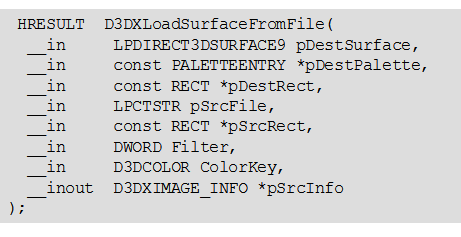 HRESULT D3DXLoadSurfaceFromFile(
__in LPDIRECT3DSURFACE9 pDestSurface,
__in const PALETTEENTRY *pDestPalette,
__in const RECT *pDestRect,
__in LPCTSTR pSrcFile,
__in const RECT *pSrcRect,
__in DWORD Filter,
__in D3DCOLOR ColorKey,
__inout D3DXIMAGE_INFO *pSrcInfo
);